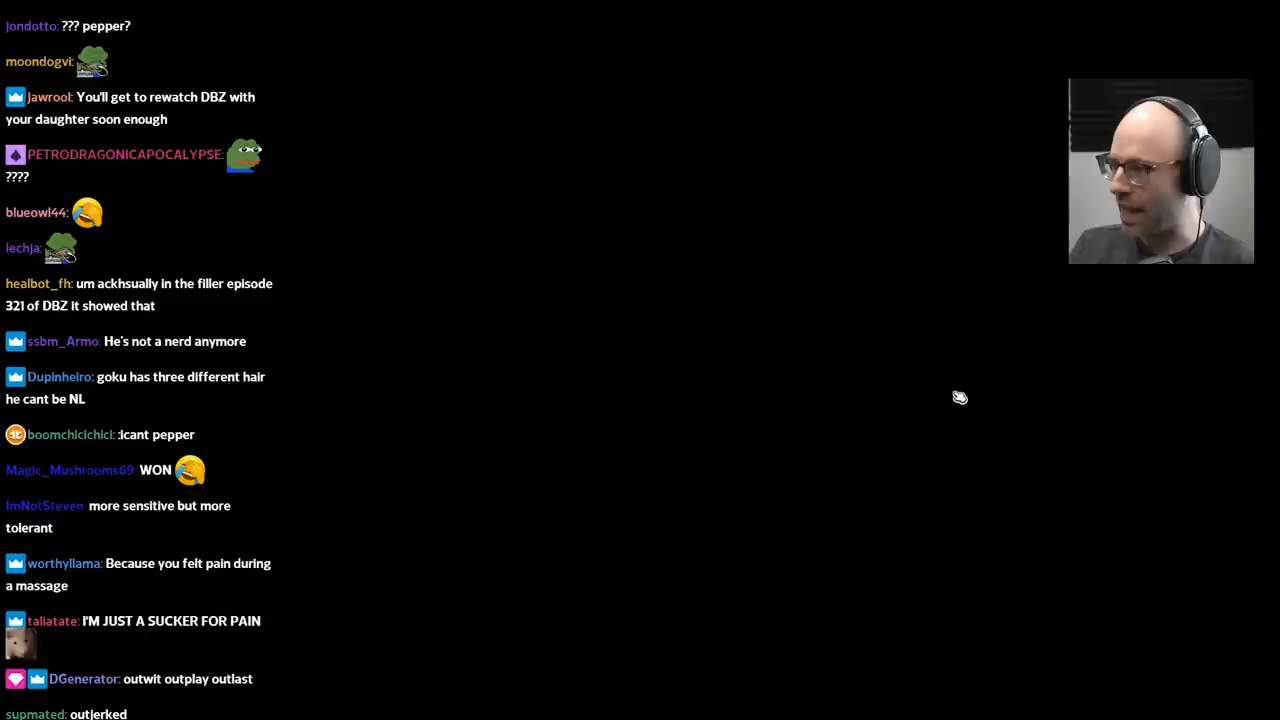 Jondotto: ??? pepper?
moondogvi:
Jawrool: You'll get to rewatch DBZ with
your daughter soon enough
PETRODRAGONICAPOCALYPSE:
????
blueowl44:
lechja:
healbot_fh: um ackhsually in the filler episode
321 of DBZ it showed that
ssbm_Armo: He's not a nerd anymore
Dupinheiro: goku has three different hair
he cant be NL
boomchicichici: :icant pepper
Magic_Mushrooms69: WON
ImNotSteven more sensitive but more
tolerant
worthyllama: Because you felt pain during
a massage
taliatate: I'M JUST A SUCKER FOR PAIN
DGenerator: outwit outplay outlast
supmated: outjerked